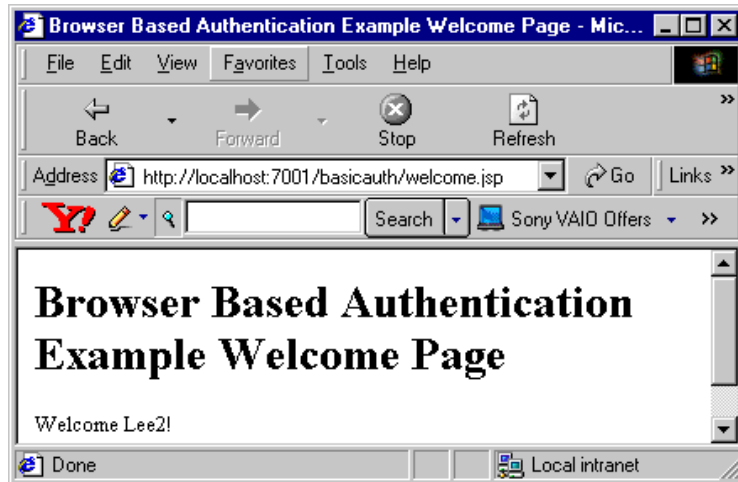 Browser Based Authentication Example Welcome Page - Mic...
File Edit View Favorites Tools Help
Back Forward Stop Refresh »
Address http://localhost:7001/basicauth/welcome.jsp Go Links »
Y! Search Sony VAIO Offers »
Browser Based Authentication
Example Welcome Page
Welcome Lee2!
Done Local intranet